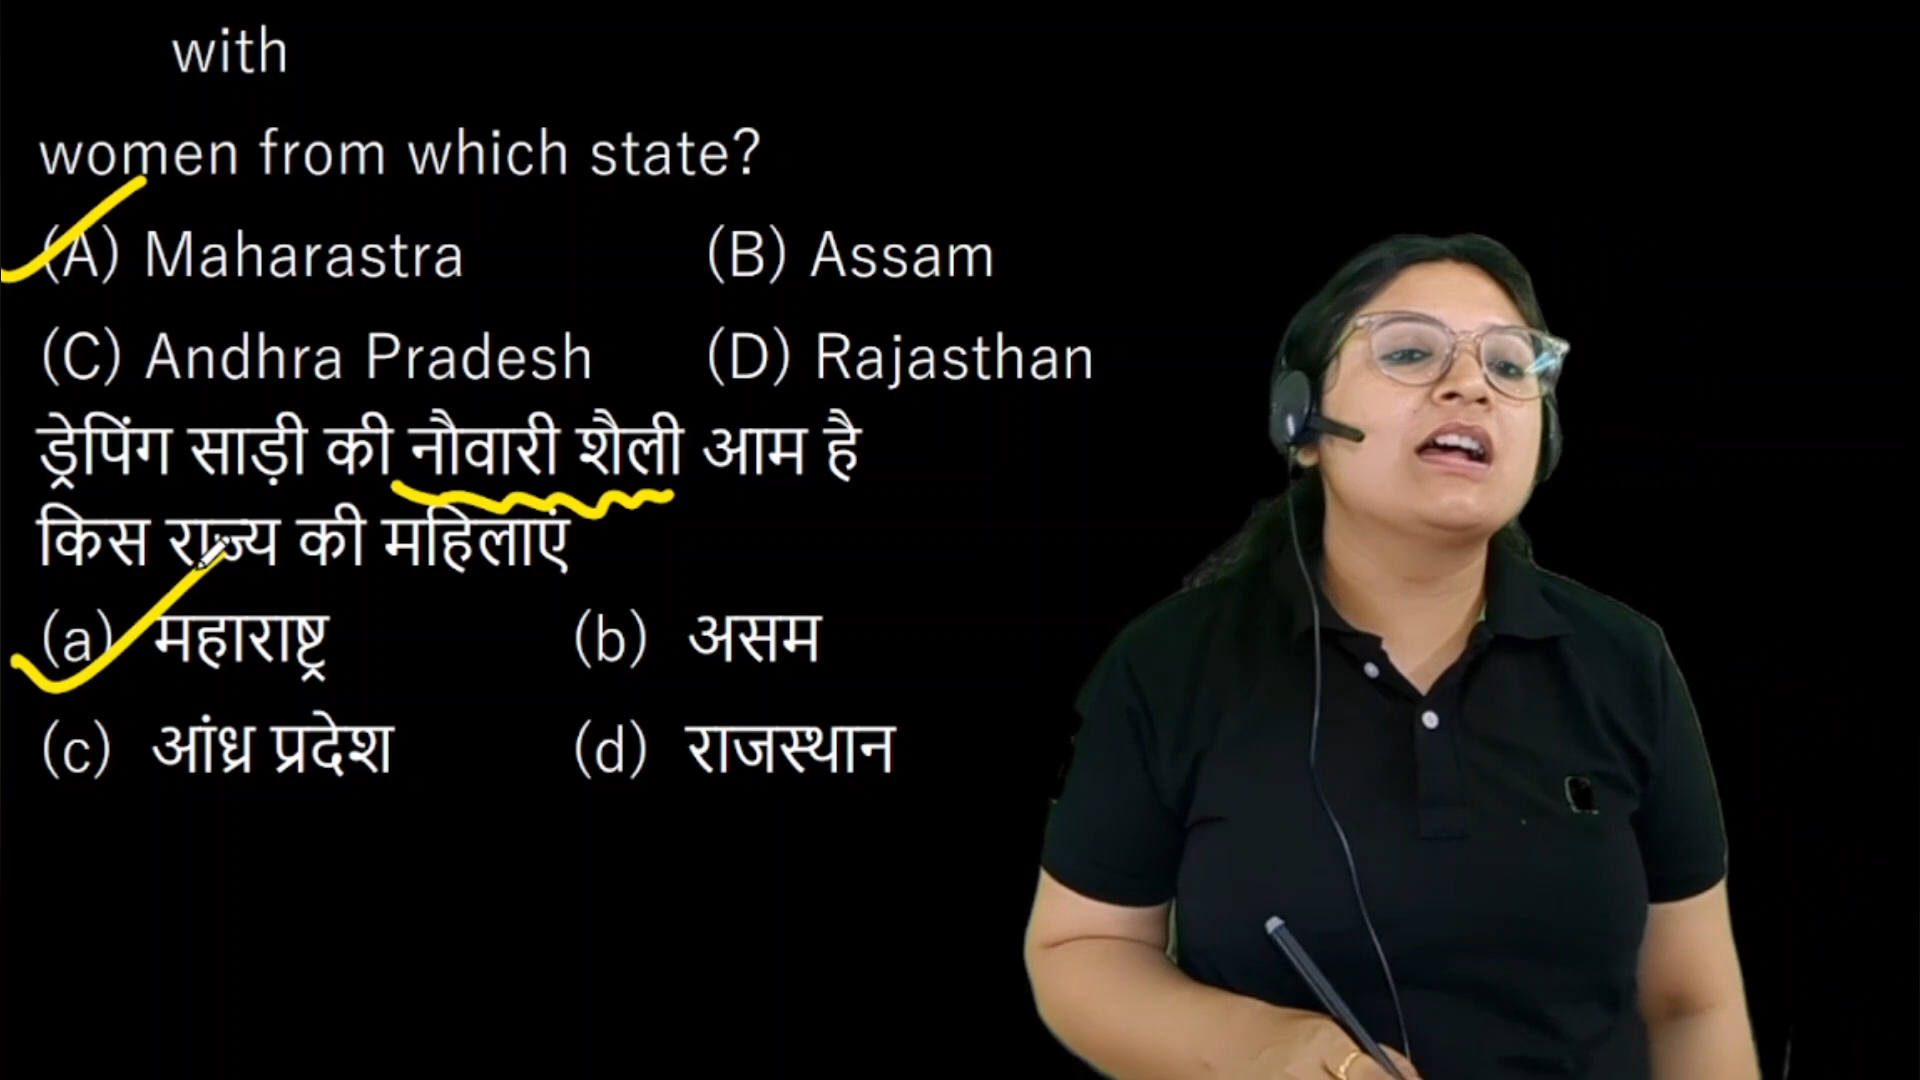 with
women from which state?
(A) Maharastra (B) Assam
(C) Andhra Pradesh (D) Rajasthan
ड्रेपिंग साड़ी की नौवारी शैली आम है
किस राज्य की महिलाएं
(a) महाराष्ट्र (b) असम
(c) आंध्र प्रदेश (d) राजस्थान